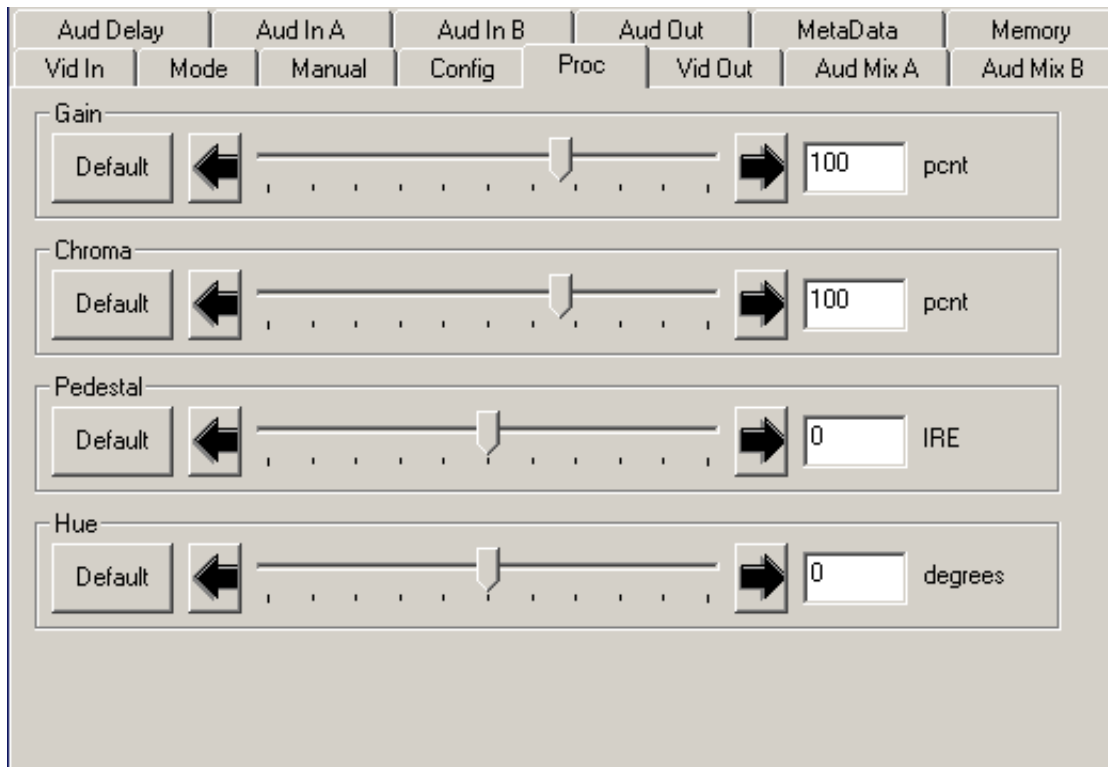 Aud Delay Aud In A Aud In B Aud Out MetaData Memory
Vid In Mode Manual Config Proc Vid Out Aud Mix A Aud Mix B
Gain
Default 100 pcnt
Chroma
Default 100 pcnt
Pedestal
Default 0 IRE
Hue
Default 0 degrees